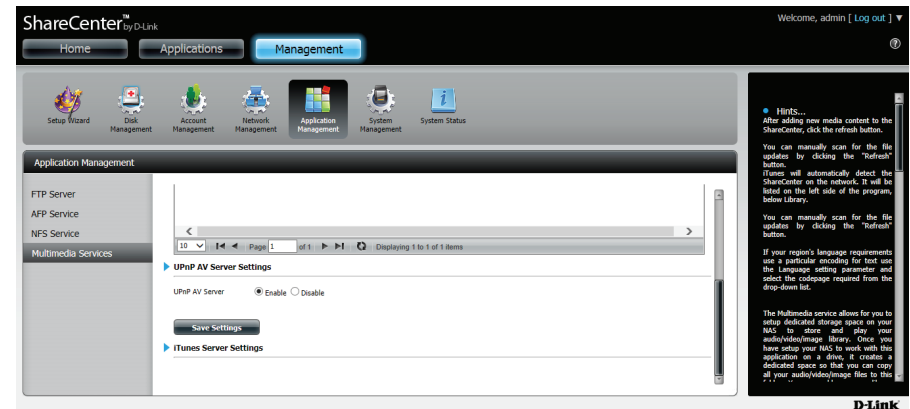 ShareCenter™ by D-Link
Welcome, admin [ Log out ] ▼
Home
Applications
Management
Setup Wizard
Disk
Management
Account
Management
Network
Management
Application
Management
System
Management
System Status
Application Management
FTP Server
AFP Service
NFS Service
Multimedia Services
10
Page 1 of 1
Displaying 1 to 1 of 1 items
UPnP AV Server Settings
UPnP AV Server
Enable
Disable
Save Settings
iTunes Server Settings
Hints...
After adding new media content to the
ShareCenter, click the refresh button.
You can manually scan for the file
updates by clicking the "Refresh"
button.
iTunes will automatically detect the
ShareCenter on the network. It will be
listed on the left side of the program,
below Library.
You can manually scan for the file
updates by clicking the "Refresh"
button.
If your region's language requirements
use a particular encoding for text use
the Language setting parameter and
select the codepage required from the
drop-down list.
The Multimedia service allows for you to
setup dedicated storage space on your
NAS to store and play your
audio/video/image library. Once you
have setup your NAS to work with this
application on a drive, it creates a
dedicated space so that you can copy
all your audio/video/image files to this
D-Link